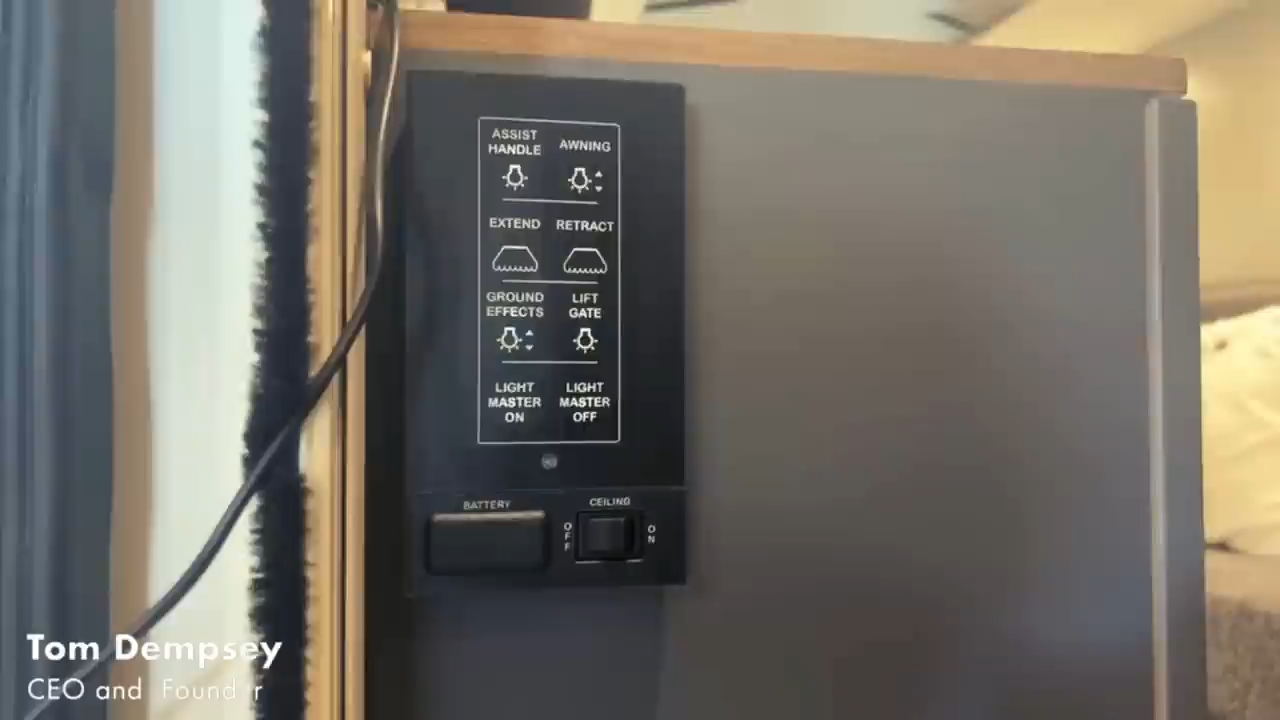 ASSIST
HANDLE
AWNING
EXTEND
RETRACT
GROUND
EFFECTS
LIFT
GATE
LIGHT
MASTER
ON
LIGHT
MASTER
OFF
BATTERY
CEILING
OFF
ON
Tom Dempsey
CEO and Found r